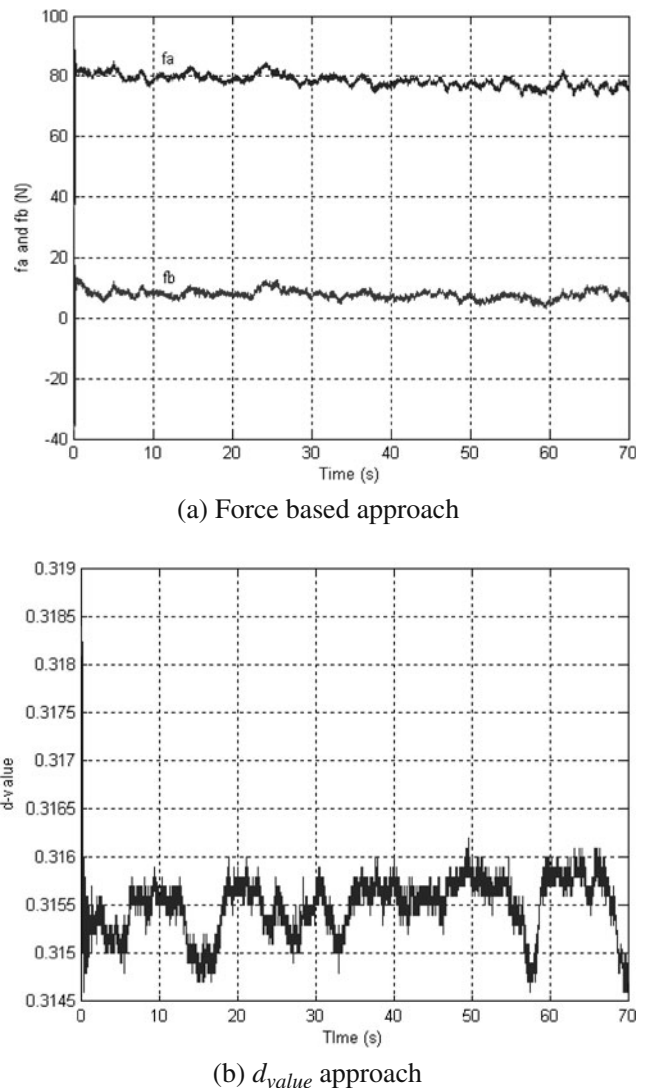 100
80
60
40
20
0
-20
-40
fa and fb (N)
fa
fb
0 10 20 30 40 50 60 70
Time (s)
(a) Force based approach
0.319
0.3185
0.318
0.3175
0.317
0.3165
0.316
0.3155
0.315
0.3145
d-value
0 10 20 30 40 50 60 70
TIme (s)
(b) d_value approach